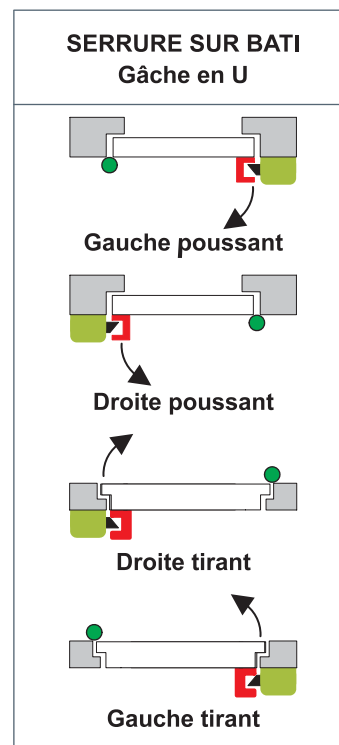 SERRURE SUR BATI
Gâche en U
Gauche poussant
Droite poussant
Droite tirant
Gauche tirant